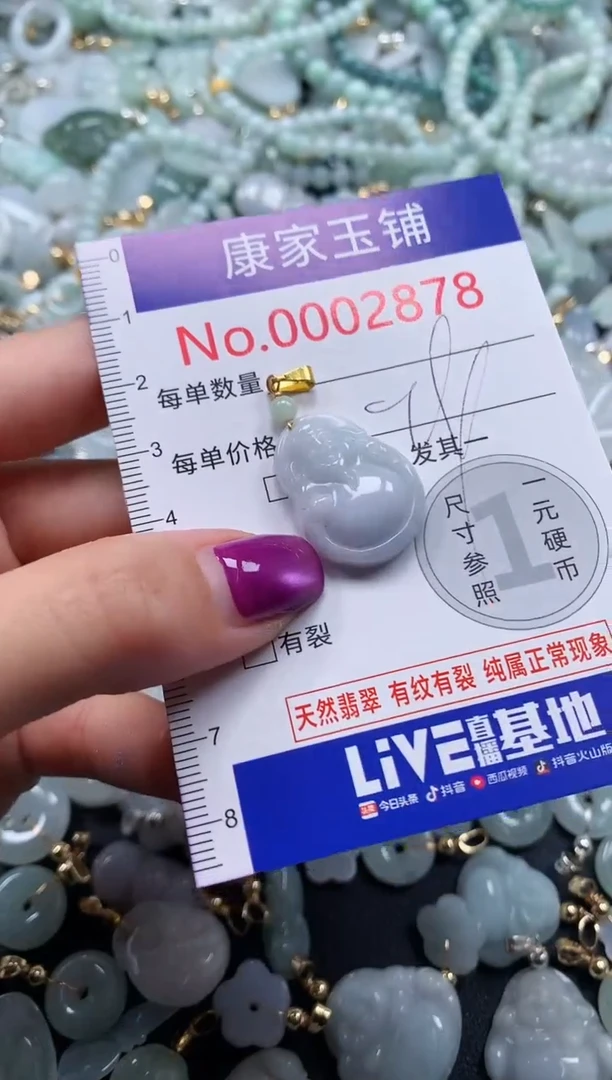 康家玉铺
No.0002878
每单数量
每单价格
发其一
有裂
一元硬币
1
尺寸参照
天然翡翠 有纹有裂 纯属正常现象
LiVE直播基地
今日头条 抖音 西瓜视频 抖音火山版
0
1
2
3
4
7
8